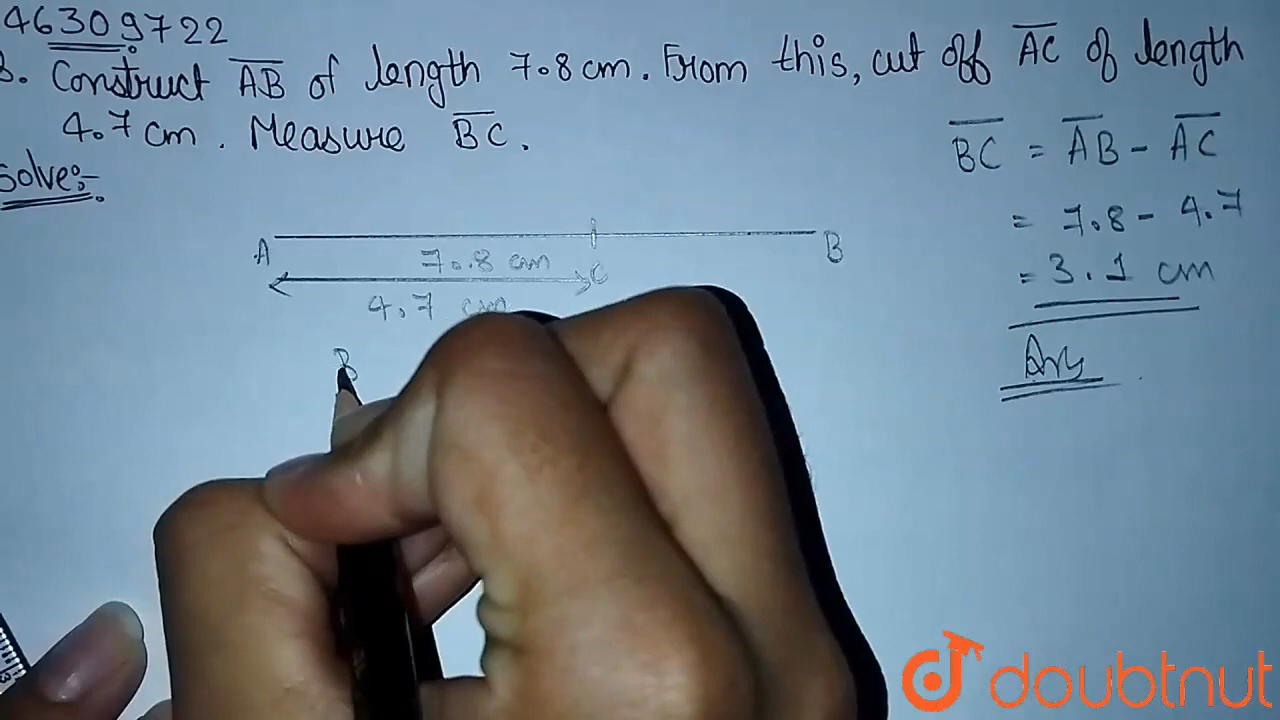 46309722
3. Construct AB of length 7.8 cm. From this, cut off AC of length
4.7 cm. Measure BC.
Solve:-
A
B
7.8 cm
C
4.7 cm
B
BC = AB - AC
= 7.8 - 4.7
= 3.1 cm
Ans
doubtnut